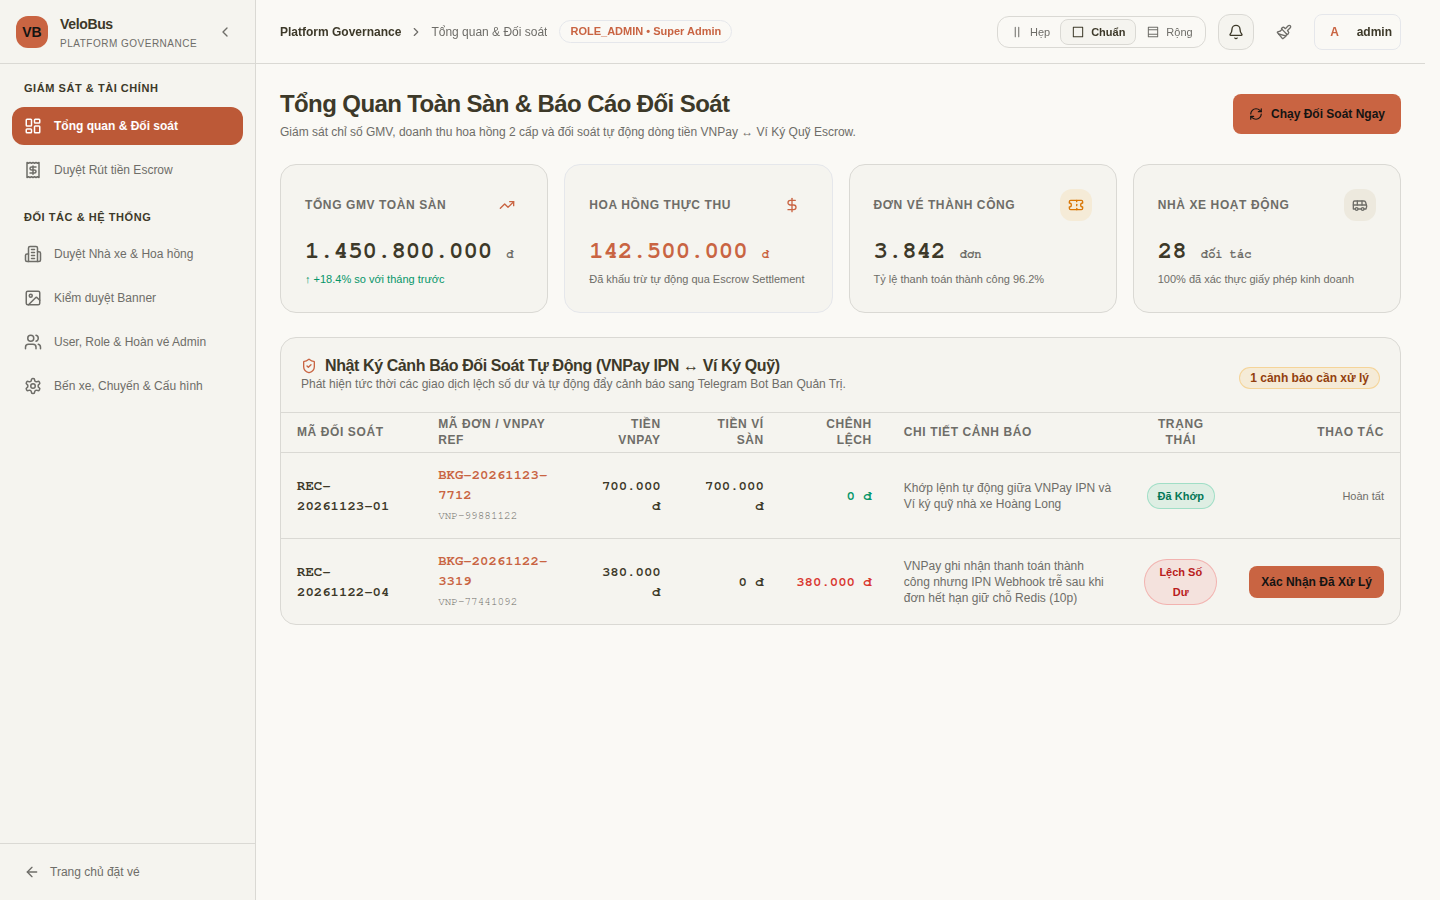 VB
VeloBus
PLATFORM GOVERNANCE
GIÁM SÁT & TÀI CHÍNH
Tổng quan & Đối soát
Duyệt Rút tiền Escrow
ĐỐI TÁC & HỆ THỐNG
Duyệt Nhà xe & Hoa hồng
Kiểm duyệt Banner
User, Role & Hoàn vé Admin
Bến xe, Chuyến & Cấu hình
Trang chủ đặt vé
Platform Governance
Tổng quan & Đối soát
ROLE_ADMIN • Super Admin
Hẹp
Chuẩn
Rộng
A
admin
Tổng Quan Toàn Sàn & Báo Cáo Đối Soát
Giám sát chỉ số GMV, doanh thu hoa hồng 2 cấp và đối soát tự động dòng tiền VNPay ↔ Ví Ký Quỹ Escrow.
Chạy Đối Soát Ngay
TỔNG GMV TOÀN SÀN
1.450.800.000 đ
↑ +18.4% so với tháng trước
HOA HỒNG THỰC THU
142.500.000 đ
Đã khấu trừ tự động qua Escrow Settlement
ĐƠN VÉ THÀNH CÔNG
3.842 đơn
Tỷ lệ thanh toán thành công 96.2%
NHÀ XE HOẠT ĐỘNG
28 đối tác
100% đã xác thực giấy phép kinh doanh
Nhật Ký Cảnh Báo Đối Soát Tự Động (VNPay IPN ↔ Ví Ký Quỹ)
Phát hiện tức thời các giao dịch lệch số dư và tự động đẩy cảnh báo sang Telegram Bot Ban Quản Trị.
1 cảnh báo cần xử lý
MÃ ĐỐI SOÁT
MÃ ĐƠN / VNPAY
REF
TIỀN
VNPAY
TIỀN VÍ
SÀN
CHÊNH
LỆCH
CHI TIẾT CẢNH BÁO
TRẠNG
THÁI
THAO TÁC
REC-
20261123-01
BKG-20261123-
7712
VNP-99881122
700.000
đ
700.000
đ
0 đ
Khớp lệnh tự động giữa VNPay IPN và
Ví ký quỹ nhà xe Hoàng Long
Đã Khớp
Hoàn tất
REC-
20261122-04
BKG-20261122-
3319
VNP-77441092
380.000
đ
0 đ
380.000 đ
VNPay ghi nhận thanh toán thành
công nhưng IPN Webhook trễ sau khi
đơn hết hạn giữ chỗ Redis (10p)
Lệch Số
Dư
Xác Nhận Đã Xử Lý